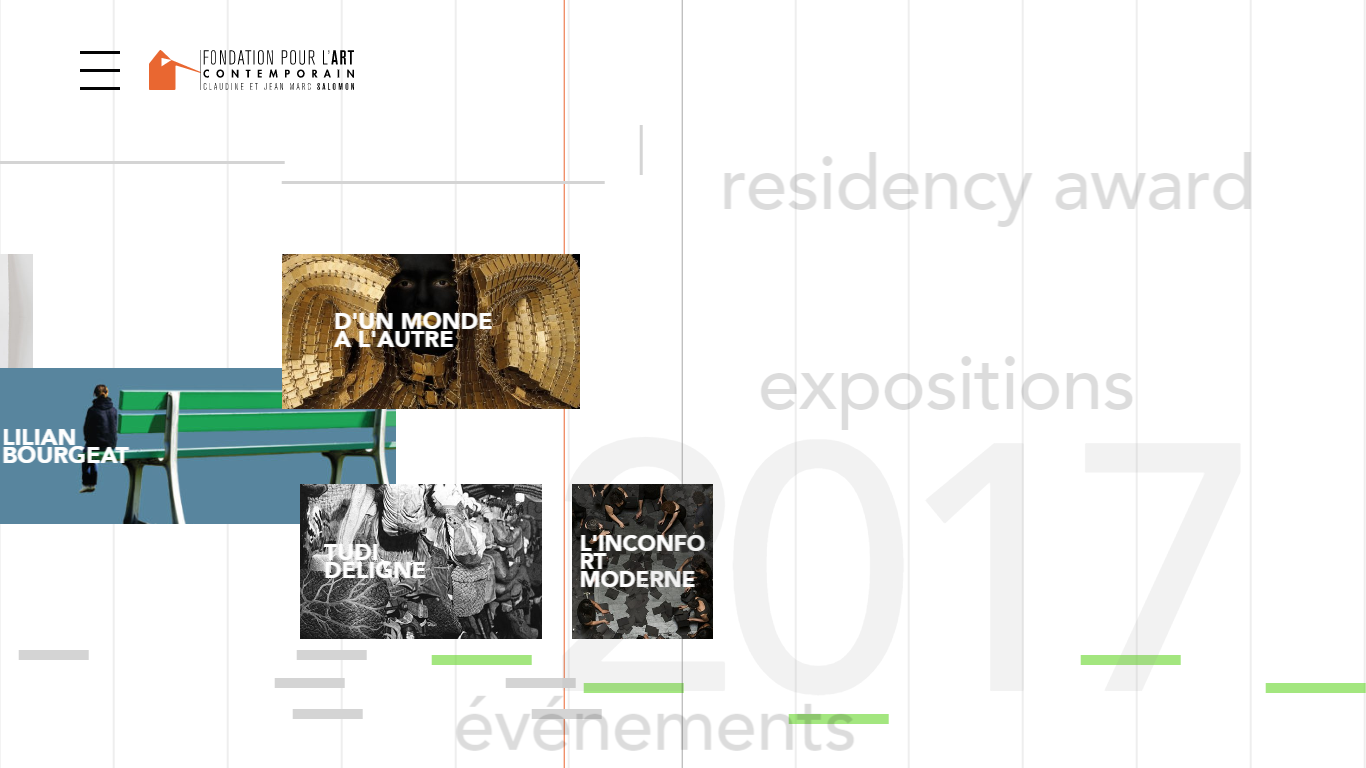 FONDATION POUR L'ART
CONTEMPORAIN
CLAUDINE ET JEAN MARC SALOMON
residency award
D'UN MONDE
A L'AUTRE
expositions
LILIAN
BOURGEAT
2017
TUDI
DELIGNE
L'INCONFO
RT
MODERNE
événements